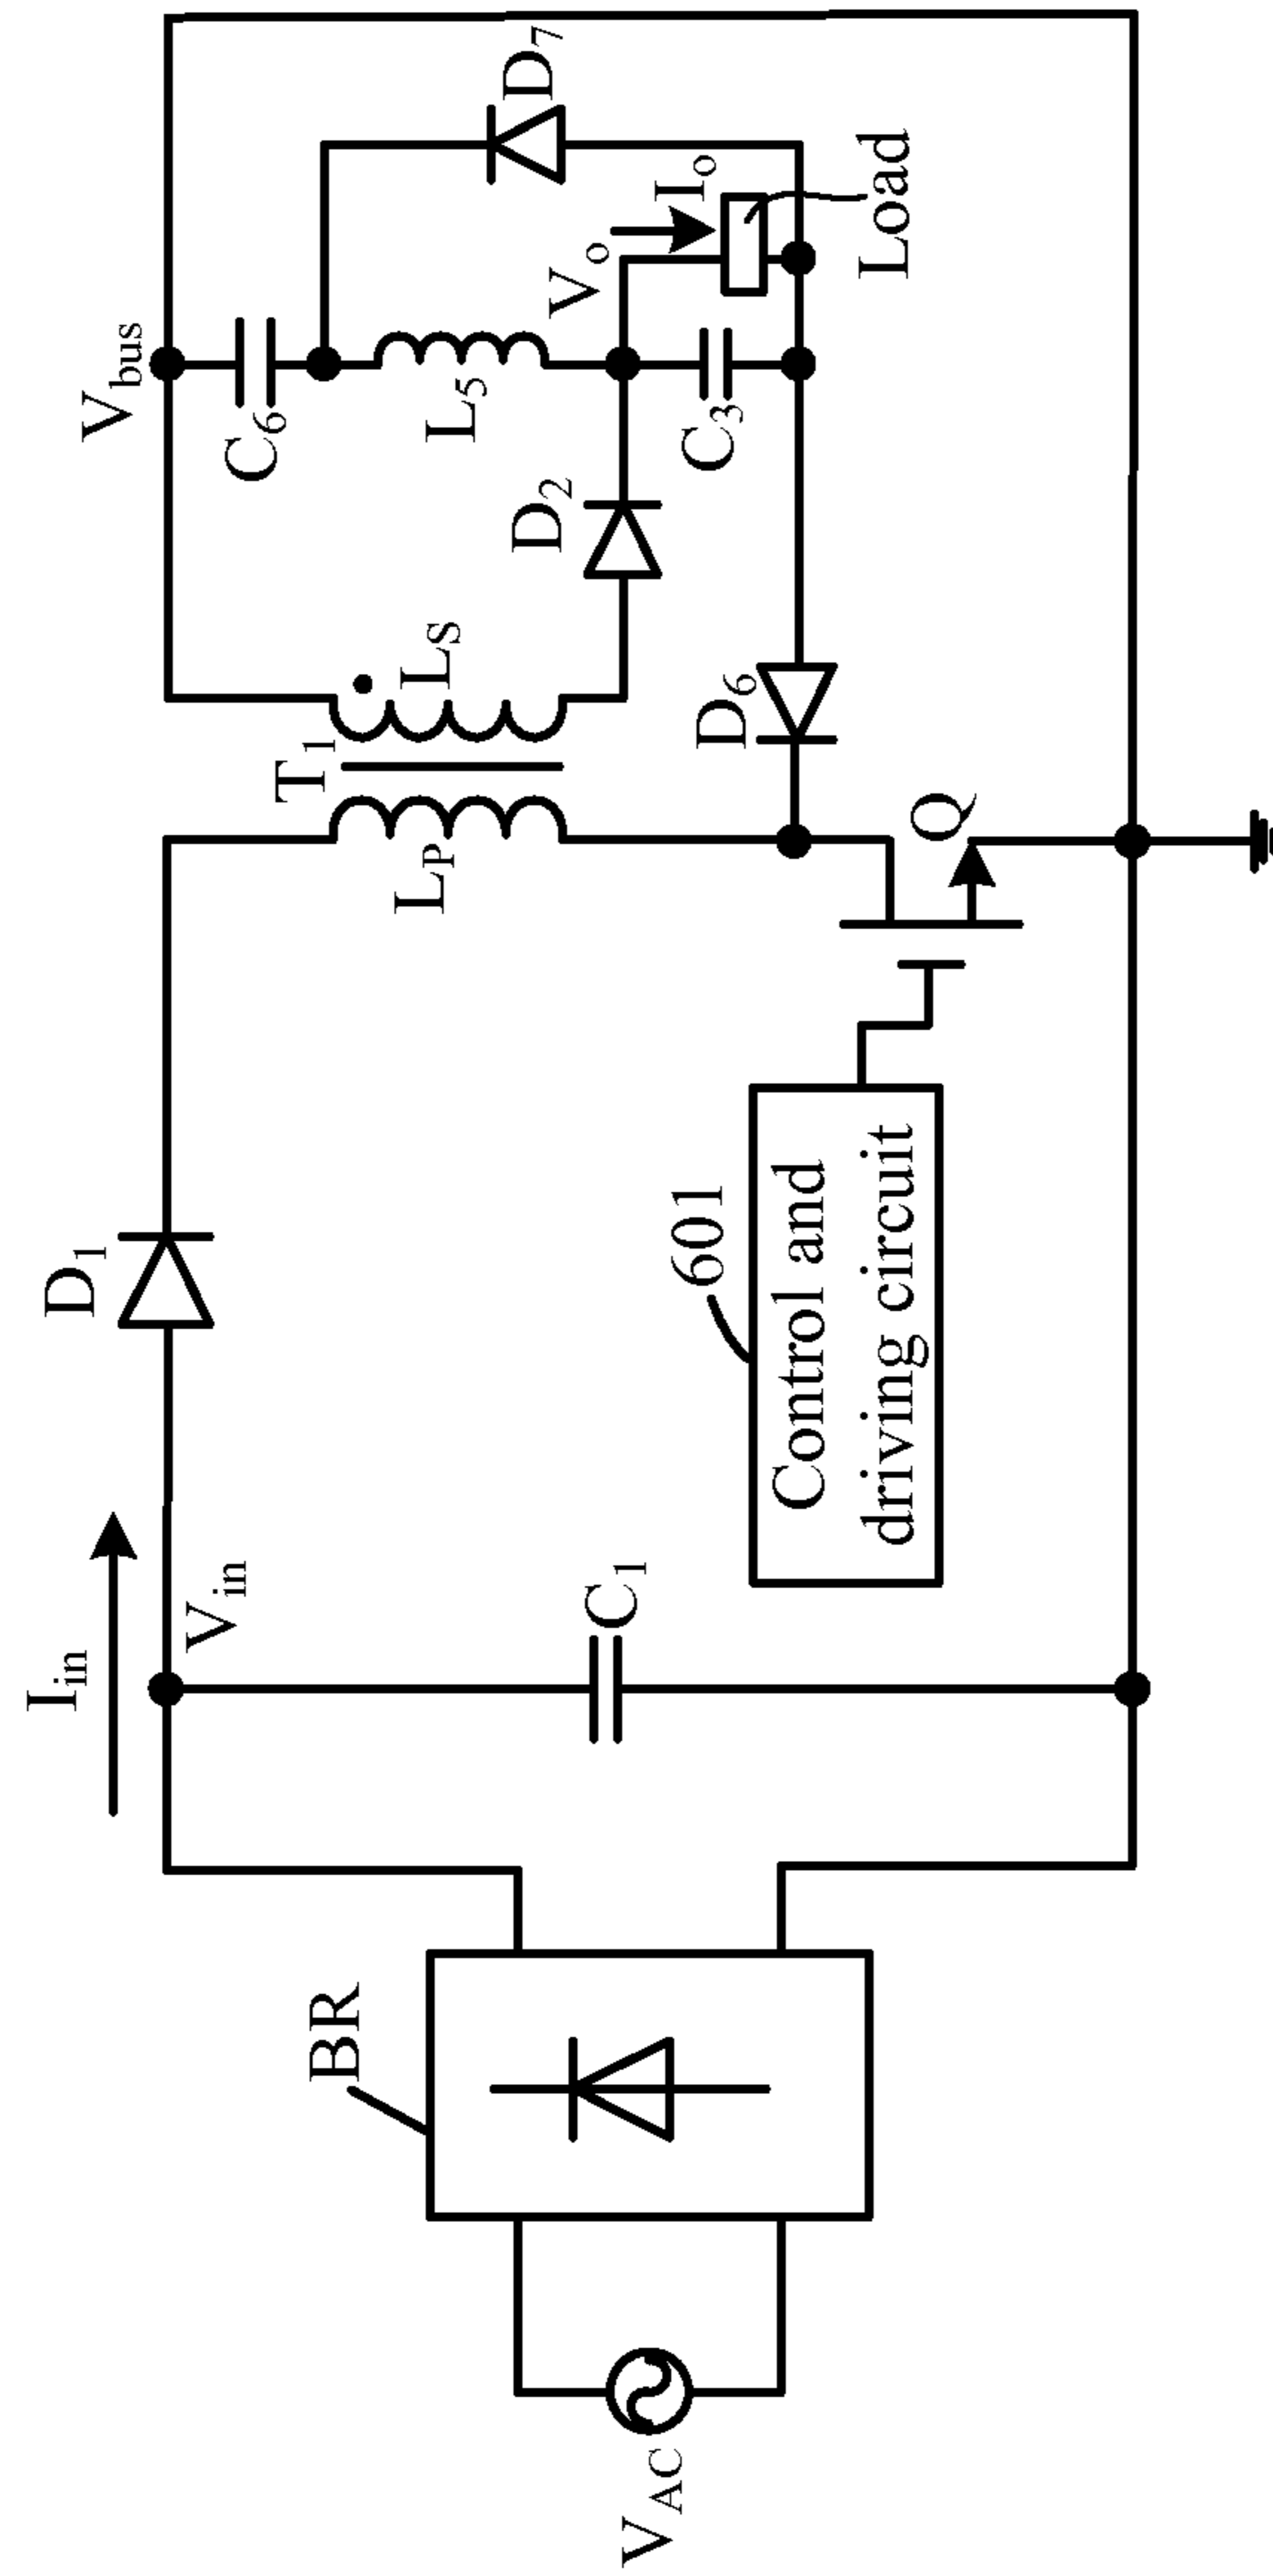 V_AC
BR
I_in
V_in
C_1
D_1
601
Control and
driving circuit
Q
L_P
T_1
L_S
D_6
D_2
V_bus
C_6
L_5
C_3
V_o
I_o
Load
D_7